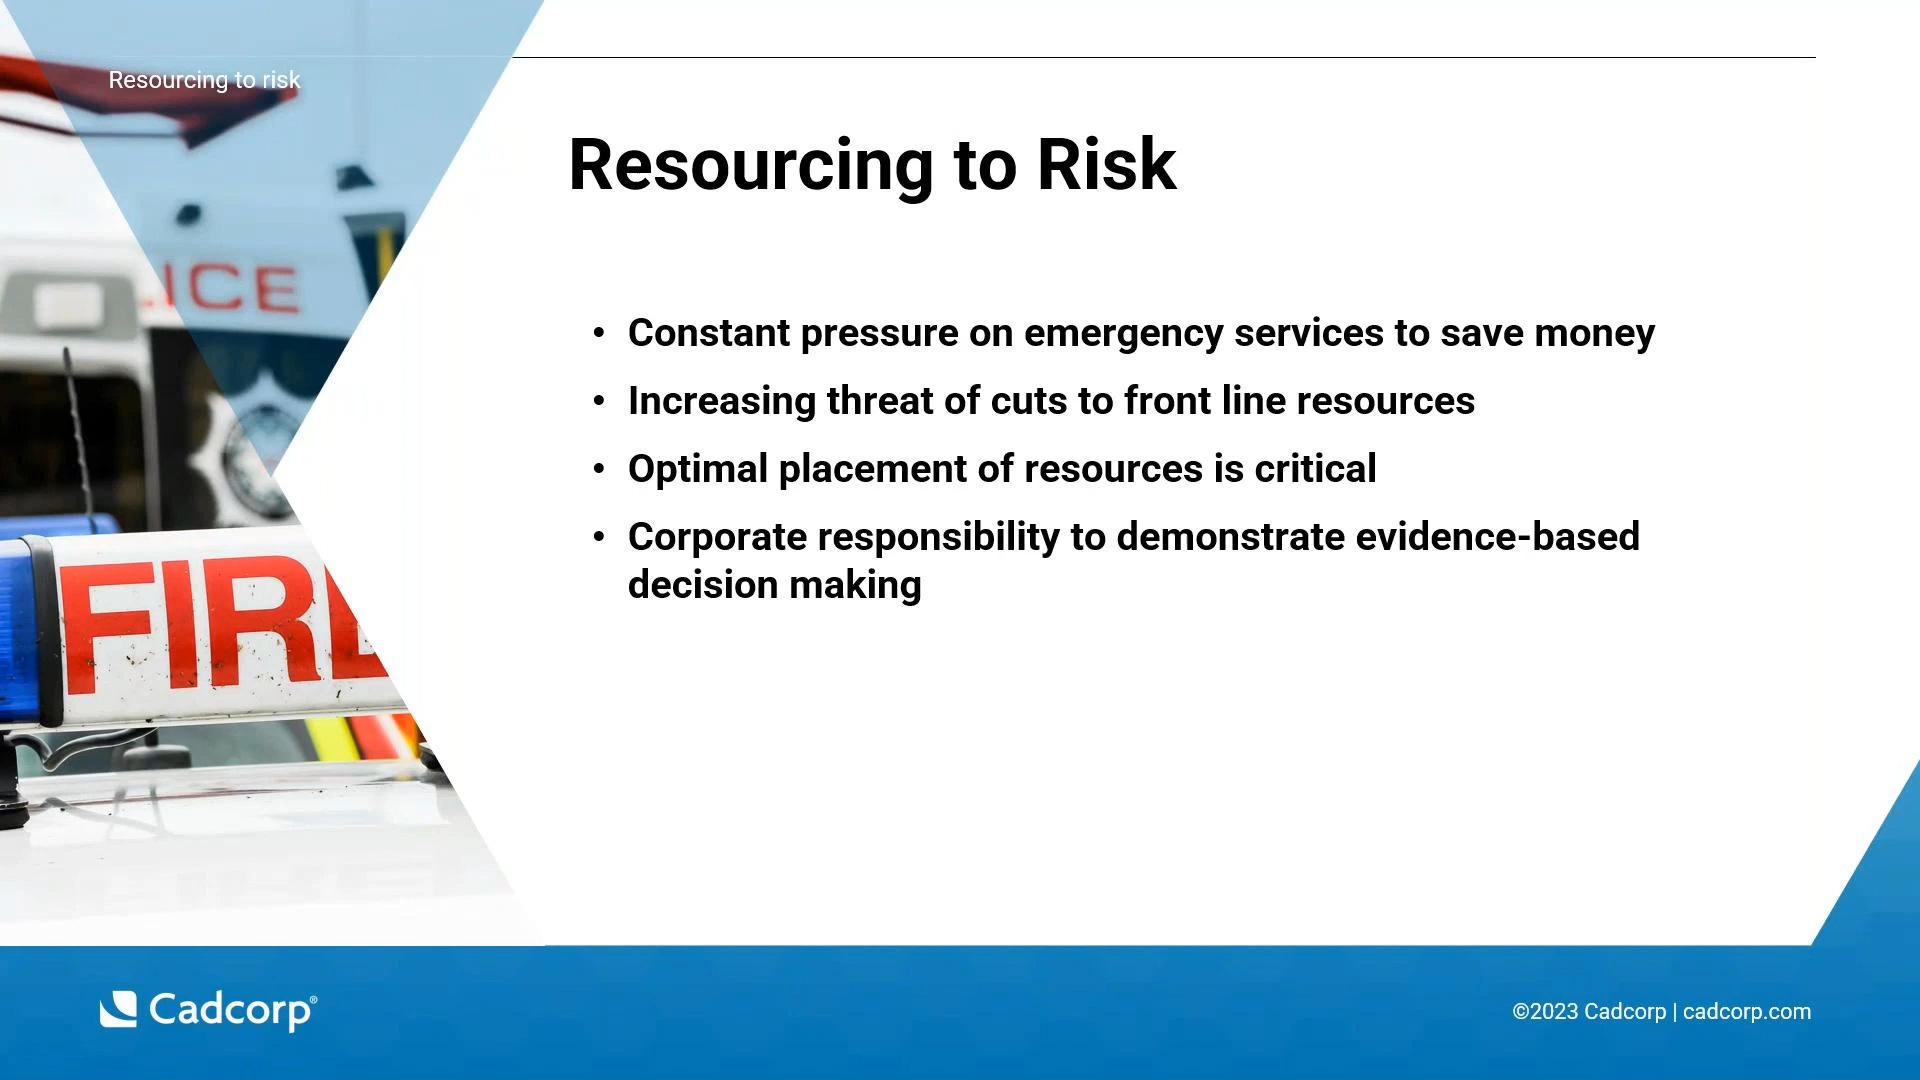 Resourcing to risk
Resourcing to Risk
• Constant pressure on emergency services to save money
• Increasing threat of cuts to front line resources
• Optimal placement of resources is critical
• Corporate responsibility to demonstrate evidence-based
decision making
ICE
FIRE
Cadcorp®
©2023 Cadcorp | cadcorp.com